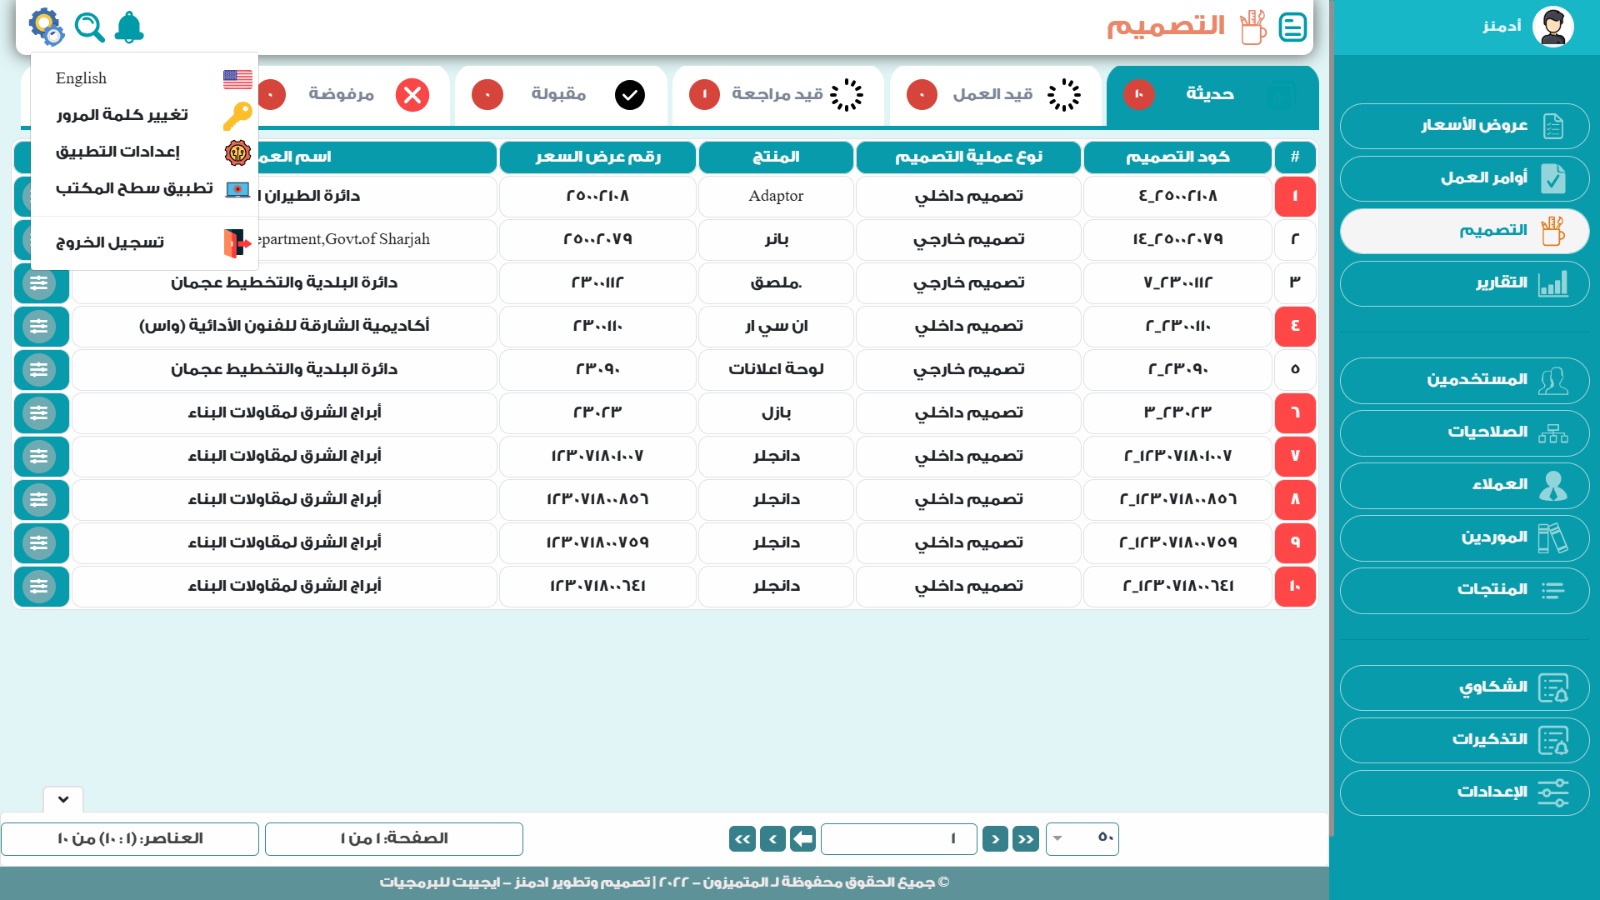 أدمنز
التصميم
English
تغيير كلمة المرور
إعدادات التطبيق
تطبيق سطح المكتب
تسجيل الخروج
حديثة ١٠
قيد العمل ٠
قيد مراجعة ١
مقبولة ٠
مرفوضة ٠
# كود التصميم نوع عملية التصميم المنتج رقم عرض السعر اسم العم
١ ٤_٢٥٠٠٢١٠٨ تصميم داخلي Adaptor ٢٥٠٠٢١٠٨ دائرة الطيران
٢ ١٤_٢٥٠٠٢٠٧٩ تصميم خارجي بانر ٢٥٠٠٢٠٧٩ epartment,Govt.of Sharjah
٣ ٧_٢٣٠٠١١٢ تصميم خارجي ملصق. ٢٣٠٠١١٢ دائرة البلدية والتخطيط عجمان
٤ ٢_٢٣٠٠١١٠ تصميم داخلي ان سي ار ٢٣٠٠١١٠ أكاديمية الشارقة للفنون الأدائية (واس)
٥ ٢_٢٣٠٩٠ تصميم خارجي لوحة اعلانات ٢٣٠٩٠ دائرة البلدية والتخطيط عجمان
٦ ٣_٢٣٠٢٣ تصميم داخلي بازل ٢٣٠٢٣ أبراج الشرق لمقاولات البناء
٧ ٢_١٢٣٠٧١٨٠١٠٠٧ تصميم داخلي دانجلر ١٢٣٠٧١٨٠١٠٠٧ أبراج الشرق لمقاولات البناء
٨ ٢_١٢٣٠٧١٨٠٠٨٥٦ تصميم داخلي دانجلر ١٢٣٠٧١٨٠٠٨٥٦ أبراج الشرق لمقاولات البناء
٩ ٢_١٢٣٠٧١٨٠٠٧٥٩ تصميم داخلي دانجلر ١٢٣٠٧١٨٠٠٧٥٩ أبراج الشرق لمقاولات البناء
١٠ ٢_١٢٣٠٧١٨٠٠٦٤١ تصميم داخلي دانجلر ١٢٣٠٧١٨٠٠٦٤١ أبراج الشرق لمقاولات البناء
عروض الأسعار
أوامر العمل
التصميم
التقارير
المستخدمين
الصلاحيات
العملاء
الموردين
المنتجات
الشكاوي
التذكيرات
الإعدادات
٥٠ ١ الصفحة: ١ من ١ العناصر: (١ : ١٠) من ١٠
© جميع الحقوق محفوظة لـ المتميزون – ٢٠٢٢ | تصميم وتطوير ادمنز – ايجيبت للبرمجيات